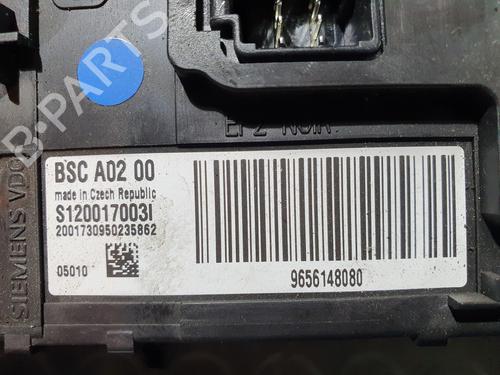 B-PARTS
EP2 NOIR
BSC A02 00
made in Czech Republic
S120017003I
2001730950235862
05010
9656148080
SIEMENS VDO